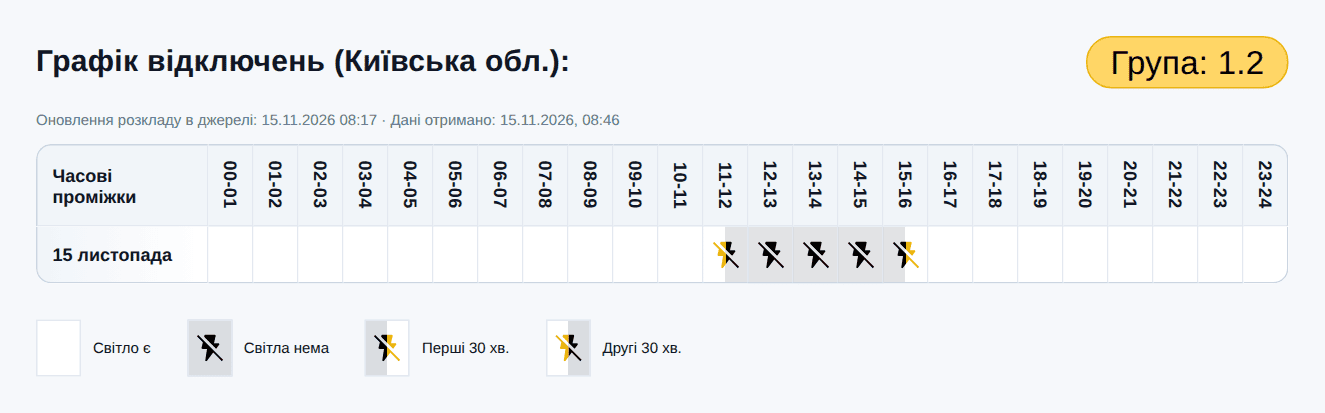 Графік відключень (Київська обл.):
Група: 1.2
Оновлення розкладу в джерелі: 15.11.2026 08:17 · Дані отримано: 15.11.2026, 08:46
Часові
проміжки
00-01
01-02
02-03
03-04
04-05
05-06
06-07
07-08
08-09
09-10
10-11
11-12
12-13
13-14
14-15
15-16
16-17
17-18
18-19
19-20
20-21
21-22
22-23
23-24
15 листопада
Світло є
Світла нема
Перші 30 хв.
Другі 30 хв.